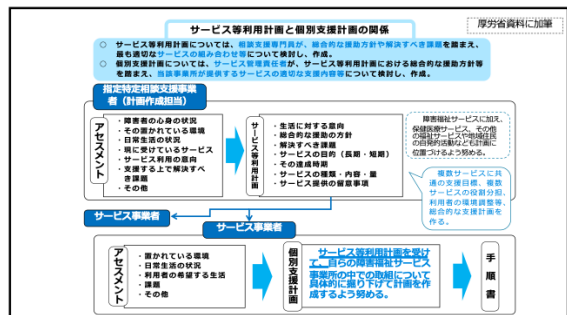 厚労省資料に加筆
サービス等利用計画と個別支援計画の関係
○ サービス等利用計画については、相談支援専門員が、総合的な援助方針や解決すべき課題を踏まえ、
最も適切なサービスの組み合わせ等について検討し、作成。
○ 個別支援計画については、サービス管理責任者が、サービス等利用計画における総合的な援助方針等
を踏まえ、当該事業所が提供するサービスの適切な支援内容等について検討し、作成。
指定特定相談支援事業
者(計画作成担当)
アセスメント
・障害者の心身の状況
・その置かれている環境
・日常生活の状況
・現に受けているサービス
・サービス利用の意向
・支援する上で解決すべ
き課題
・その他
サービス等利用計画
・生活に対する意向
・総合的な援助の方針
・解決すべき課題
・サービスの目的(長期・短期)
・その達成時期
・サービスの種類・内容・量
・サービス提供の留意事項
障害福祉サービスに加え、
保健医療サービス、その他
の福祉サービスや地域住民
の自発的活動なども計画に
位置づけるよう努める。
複数サービスに共
通の支援目標、複数
サービスの役割分担、
利用者の環境調整等、
総合的な支援計画を
作る。
サービス事業者
サービス事業者
アセスメント
・置かれている環境
・日常生活の状況
・利用者の希望する生活
・課題
・その他
個別支援計画
サービス等利用計画を受け
て、自らの障害福祉サービス
事業所の中での取組について
具体的に掘り下げて計画を作
成するよう努める。
手順書